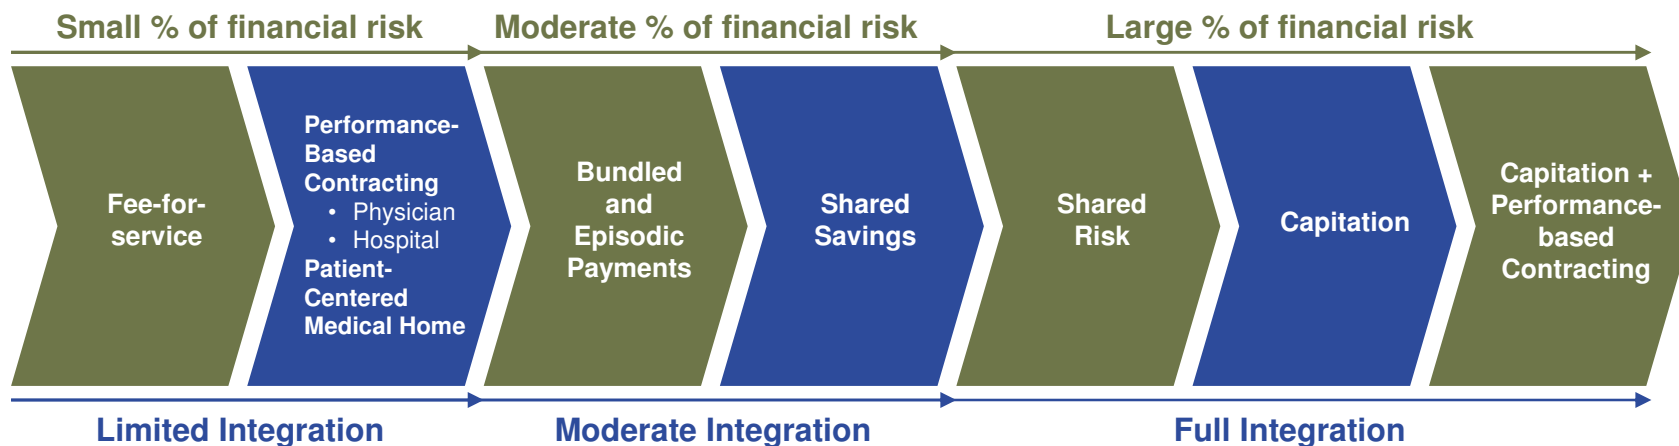 Small % of financial risk
Moderate % of financial risk
Large % of financial risk
Fee-for-
service
Performance-
Based
Contracting
• Physician
• Hospital
Patient-
Centered
Medical Home
Bundled
and
Episodic
Payments
Shared
Savings
Shared
Risk
Capitation
Capitation +
Performance-
based
Contracting
Limited Integration
Moderate Integration
Full Integration